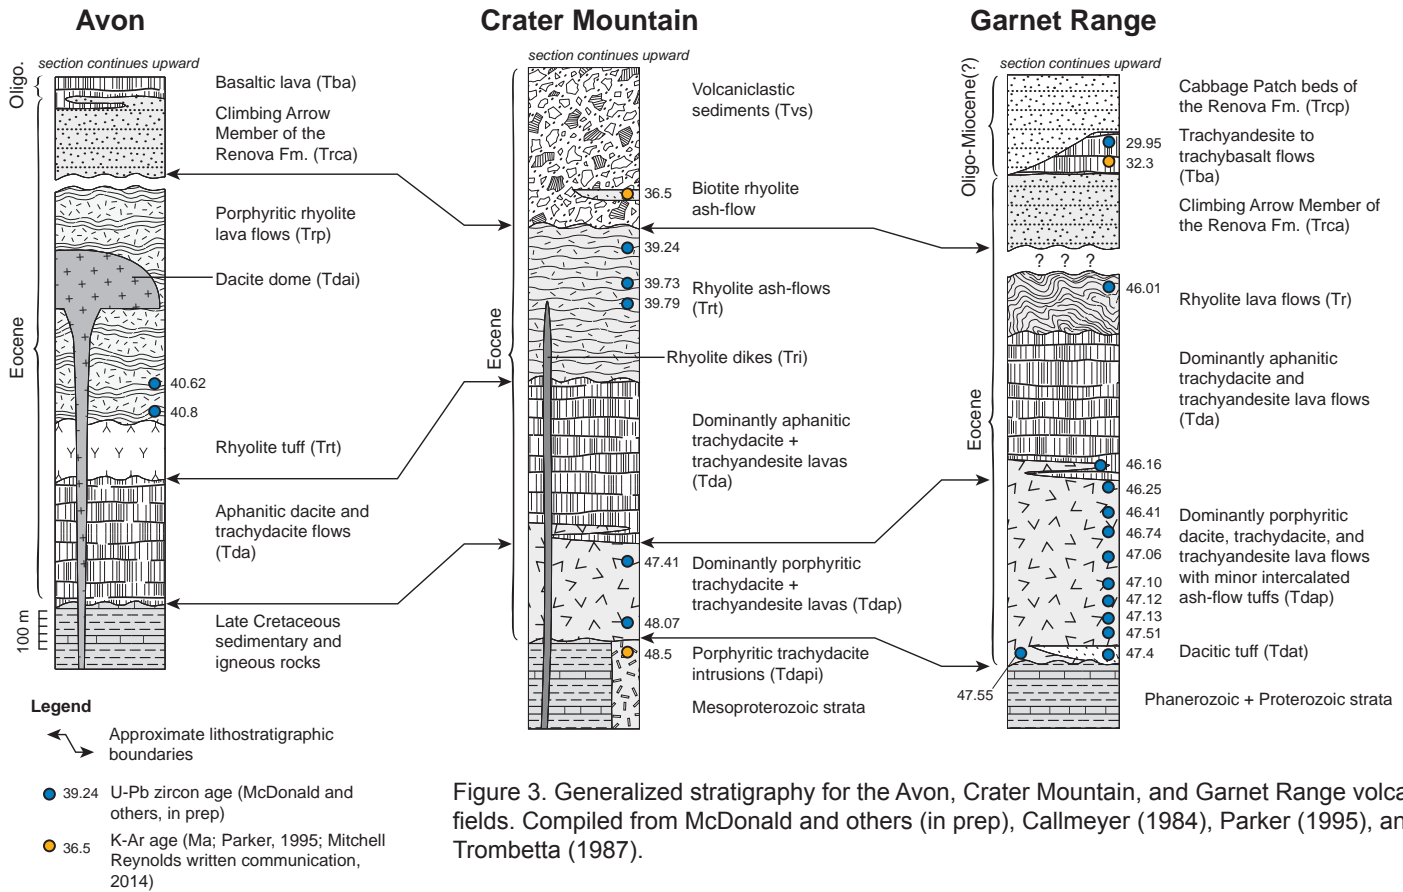 Avon
section continues upward
Oligo.
Eocene
100 m
Basaltic lava (Tba)
Climbing Arrow
Member of the
Renova Fm. (Trca)
Porphyritic rhyolite
lava flows (Trp)
Dacite dome (Tdai)
40.62
40.8
Rhyolite tuff (Trt)
Aphanitic dacite and
trachydacite flows
(Tda)
Late Cretaceous
sedimentary and
igneous rocks
Crater Mountain
section continues upward
Eocene
Volcaniclastic
sediments (Tvs)
36.5
Biotite rhyolite
ash-flow
39.24
39.73
39.79
Rhyolite ash-flows
(Trt)
Rhyolite dikes (Tri)
Dominantly aphanitic
trachydacite +
trachyandesite lavas
(Tda)
47.41
Dominantly porphyritic
trachydacite +
trachyandesite lavas (Tdap)
48.07
48.5
Porphyritic trachydacite
intrusions (Tdapi)
Mesoproterozoic strata
Garnet Range
section continues upward
Oligo-Miocene(?)
Eocene
Cabbage Patch beds of
the Renova Fm. (Trcp)
Trachyandesite to
trachybasalt flows
(Tba)
29.95
32.3
Climbing Arrow Member of
the Renova Fm. (Trca)
? ? ?
46.01
Rhyolite lava flows (Tr)
Dominantly aphanitic
trachydacite and
trachyandesite lava flows
(Tda)
46.16
46.25
46.41
46.74
47.06
47.10
47.12
47.13
47.51
47.4
47.55
Dominantly porphyritic
dacite, trachydacite, and
trachyandesite lava flows
with minor intercalated
ash-flow tuffs (Tdap)
Dacitic tuff (Tdat)
Phanerozoic + Proterozoic strata
Legend
Approximate lithostratigraphic
boundaries
39.24 U-Pb zircon age (McDonald and
others, in prep)
36.5 K-Ar age (Ma; Parker, 1995; Mitchell
Reynolds written communication,
2014)
Figure 3. Generalized stratigraphy for the Avon, Crater Mountain, and Garnet Range
fields. Compiled from McDonald and others (in prep), Callmeyer (1984), Parker (1995),
Trombetta (1987).